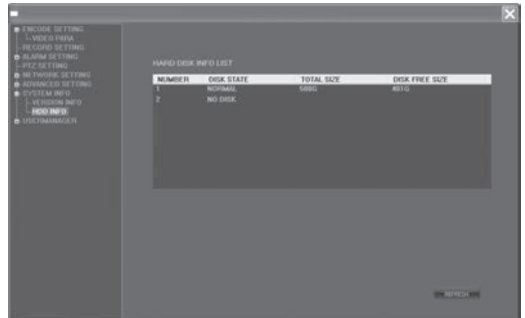 ENCODE SETTING
VIDEO PARA
RECORD SETTING
ALARM SETTING
PTZ SETTING
NETWORK SETTING
ADVANCED SETTING
SYSTEM INFO
VERSION INFO
HDD INFO
USERMANAGER
HARD DISK INFO LIST
NUMBER DISK STATE TOTAL SIZE DISK FREE SIZE
1 NORMAL 500G 491G
2 NO DISK
REFRESH